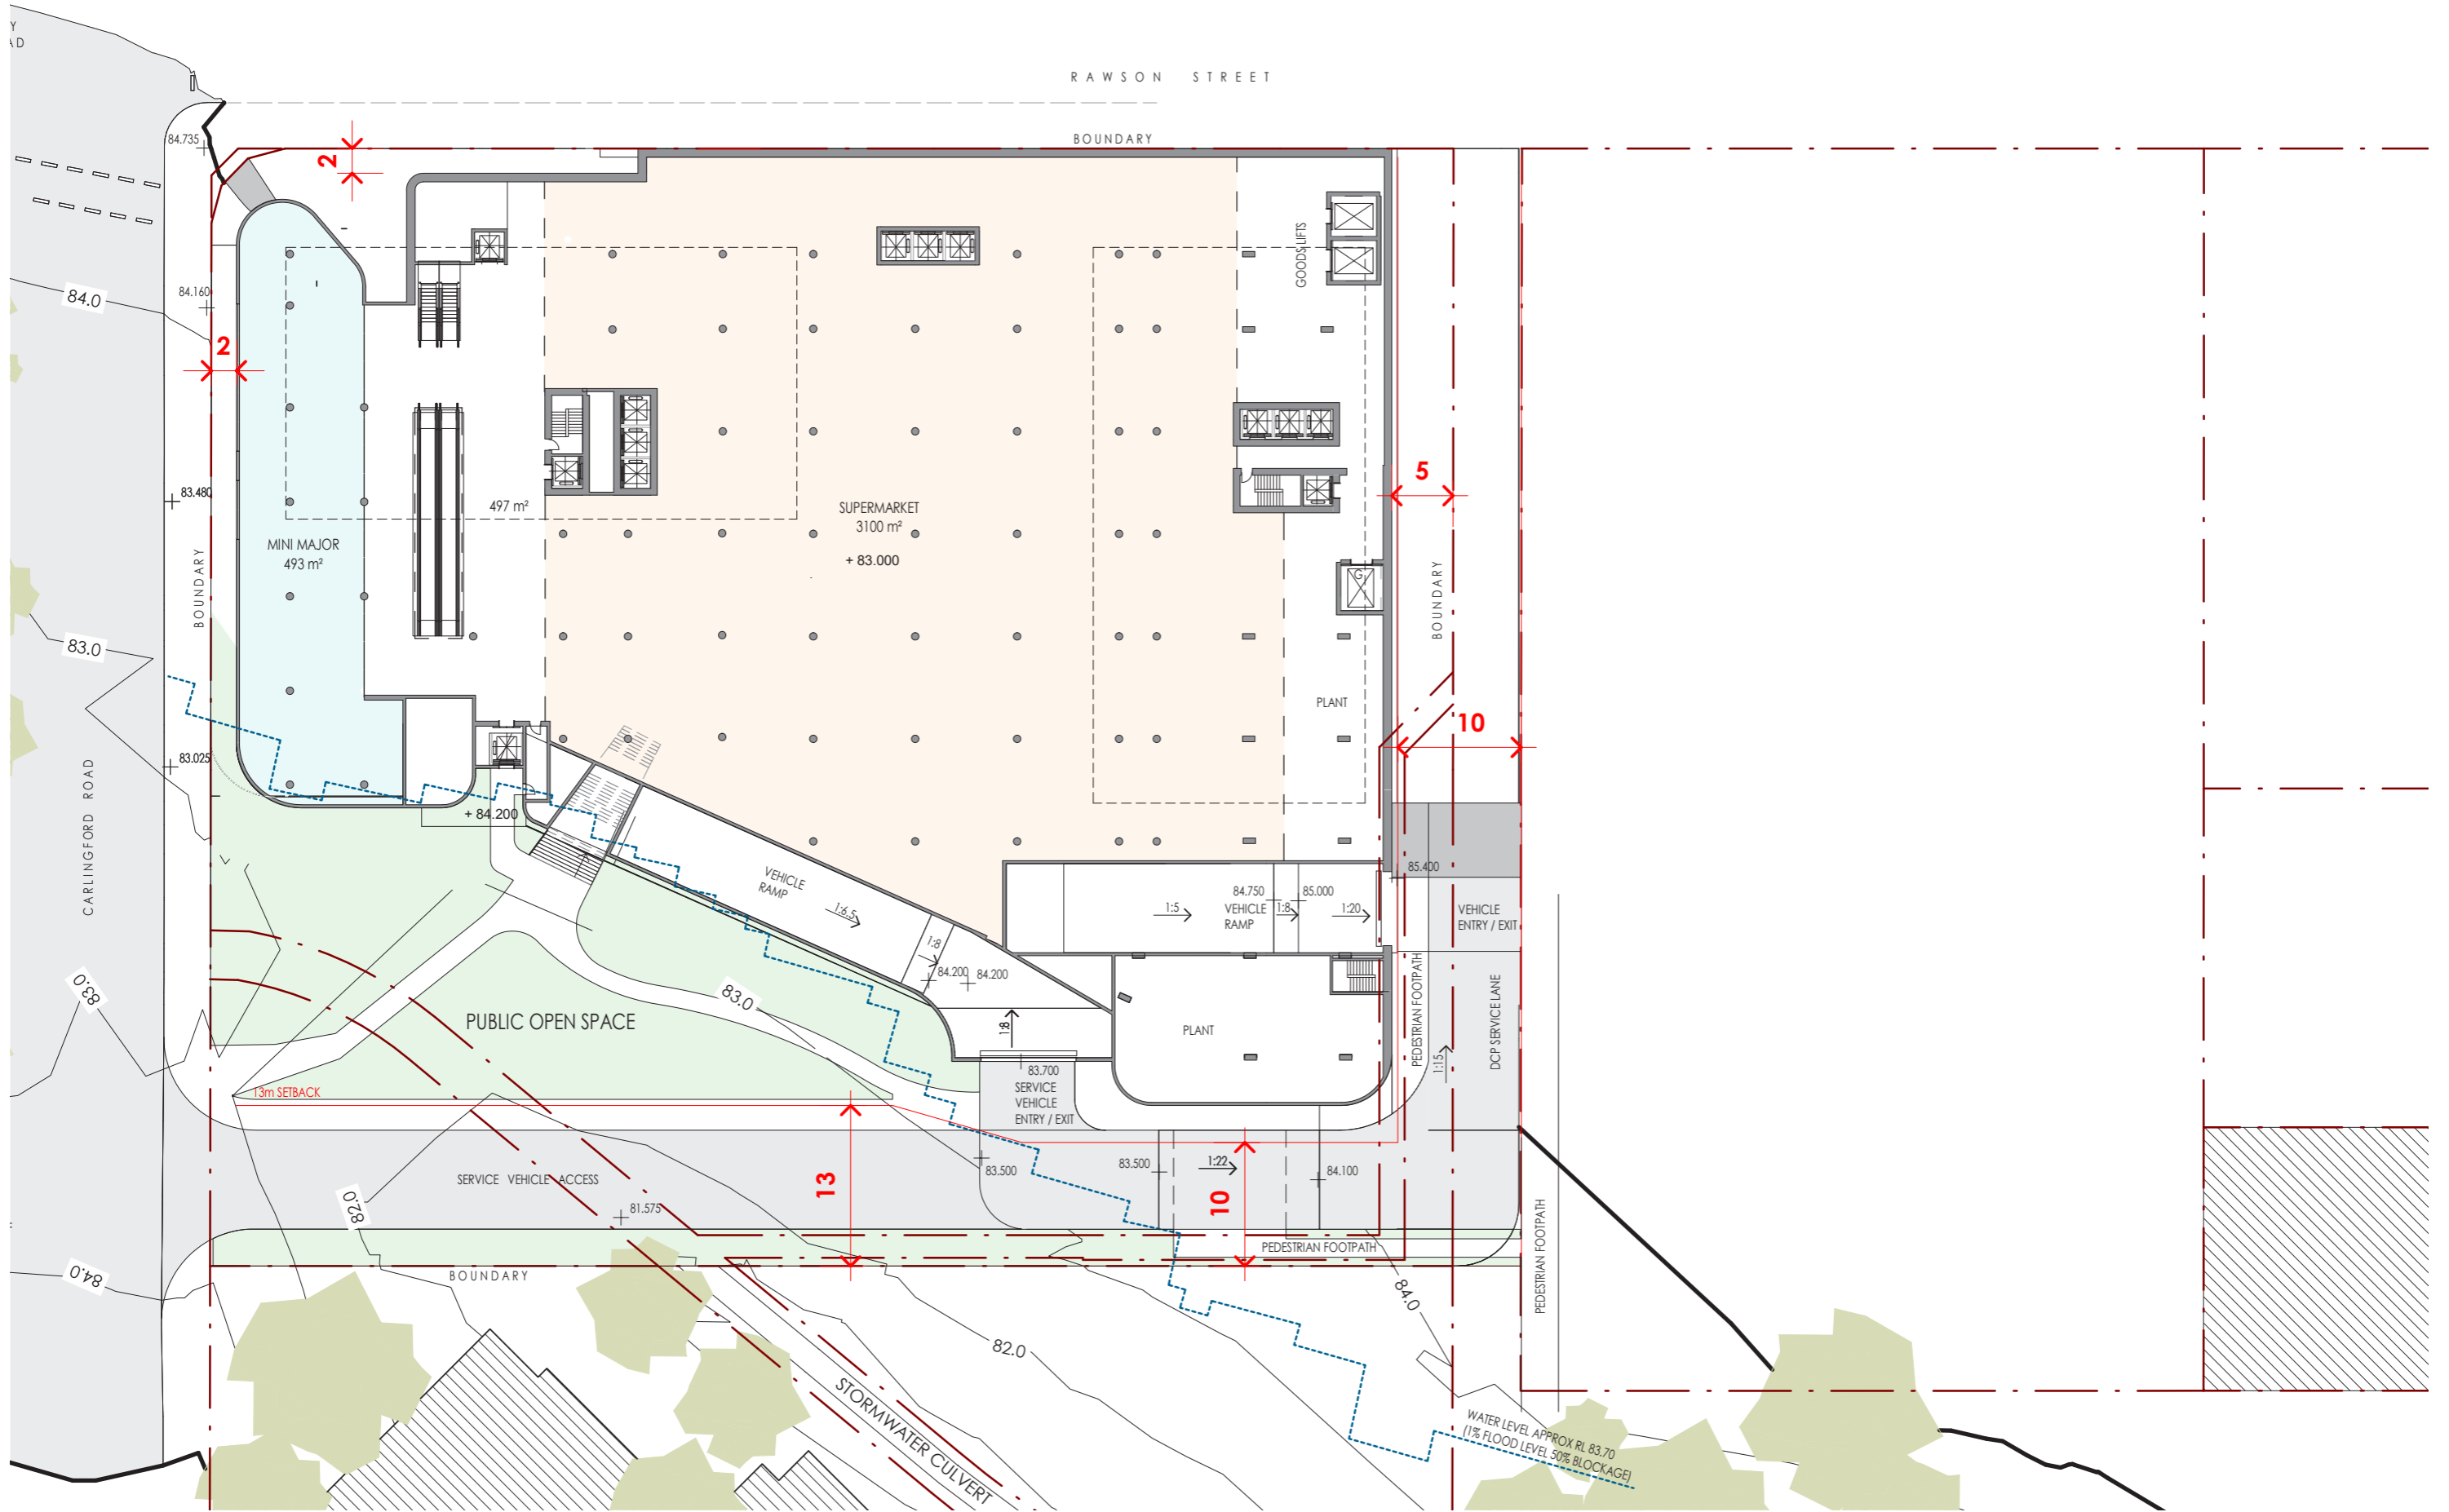 Y
AD
RAWSON STREET
84.735
2
BOUNDARY
GOODS LIFTS
84.0
84.160
2
83.480
497 m²
SUPERMARKET
3100 m²
+ 83.000
5
MINI MAJOR
493 m²
BOUNDARY
BOUNDARY
G
83.0
PLANT
10
83.025
CARLINGFORD ROAD
+ 84.200
VEHICLE
RAMP
1:6.5
85.400
84.750
85.000
1:5
VEHICLE
RAMP
1:8
1:20
VEHICLE
ENTRY / EXIT
1:8
84.200
84.200
83.0
83.0
PUBLIC OPEN SPACE
1:8
PLANT
PEDESTRIAN FOOTPATH
DCP SERVICE LANE
1:15
83.700
SERVICE
VEHICLE
ENTRY / EXIT
13m SETBACK
83.500
83.500
1:22
84.100
SERVICE VEHICLE ACCESS
13
10
82.0
81.575
PEDESTRIAN FOOTPATH
PEDESTRIAN FOOTPATH
84.0
BOUNDARY
84.0
82.0
STORMWATER CULVERT
WATER LEVEL APPROX RL 83.70
(1% FLOOD LEVEL 50% BLOCKAGE)